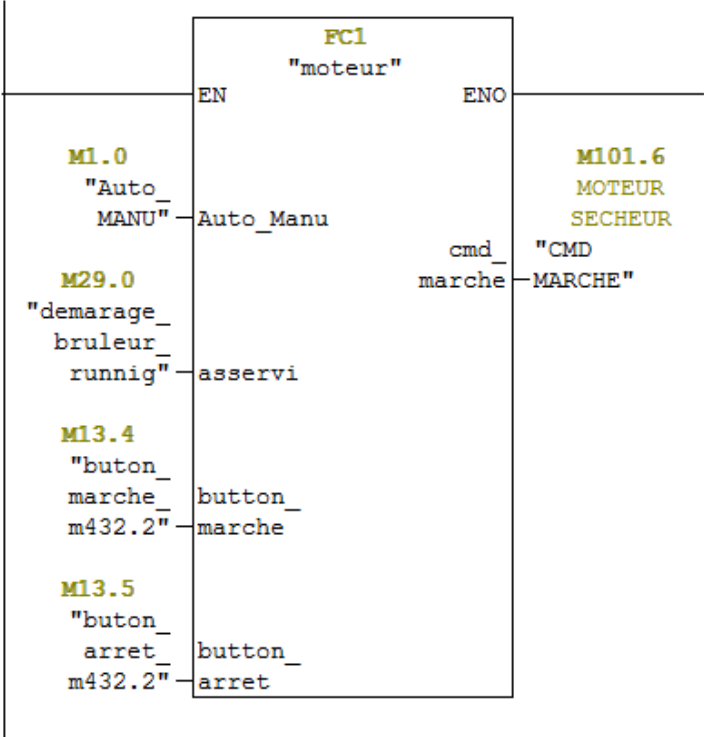 FC1
"moteur"
EN ENO
M1.0
"Auto_
MANU" Auto_Manu
M101.6
MOTEUR
SECHEUR
cmd_ "CMD
marche MARCHE"
M29.0
"demarage_
bruleur_
runnig" asservi
M13.4
"buton_
marche_ button_
m432.2" marche
M13.5
"buton_
arret_ button_
m432.2" arret